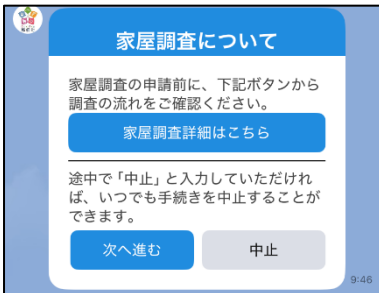 家屋調査について
家屋調査の申請前に、下記ボタンから
調査の流れをご確認ください。
家屋調査詳細はこちら
途中で「中止」と入力していただけれ
ば、いつでも手続きを中止することが
できます。
次へ進む
中止
9:46